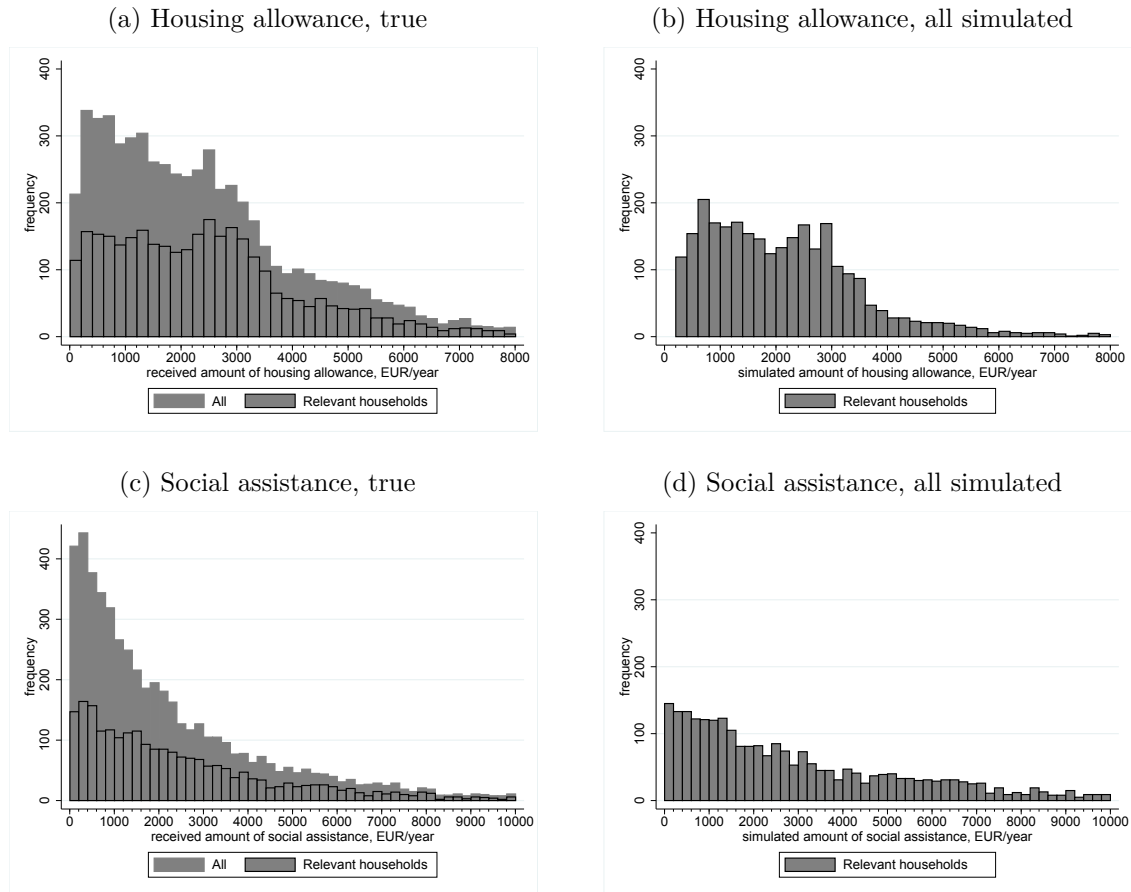 (a) Housing allowance, true
(b) Housing allowance, all simulated
frequency
400
300
200
100
0
0 1000 2000 3000 4000 5000 6000 7000 8000
received amount of housing allowance, EUR/year
All Relevant households
frequency
400
300
200
100
0
0 1000 2000 3000 4000 5000 6000 7000 8000
simulated amount of housing allowance, EUR/year
Relevant households
(c) Social assistance, true
(d) Social assistance, all simulated
frequency
400
300
200
100
0
0 1000 2000 3000 4000 5000 6000 7000 8000 9000 10000
received amount of social assistance, EUR/year
All Relevant households
frequency
400
300
200
100
0
0 1000 2000 3000 4000 5000 6000 7000 8000 9000 10000
simulated amount of social assistance, EUR/year
Relevant households